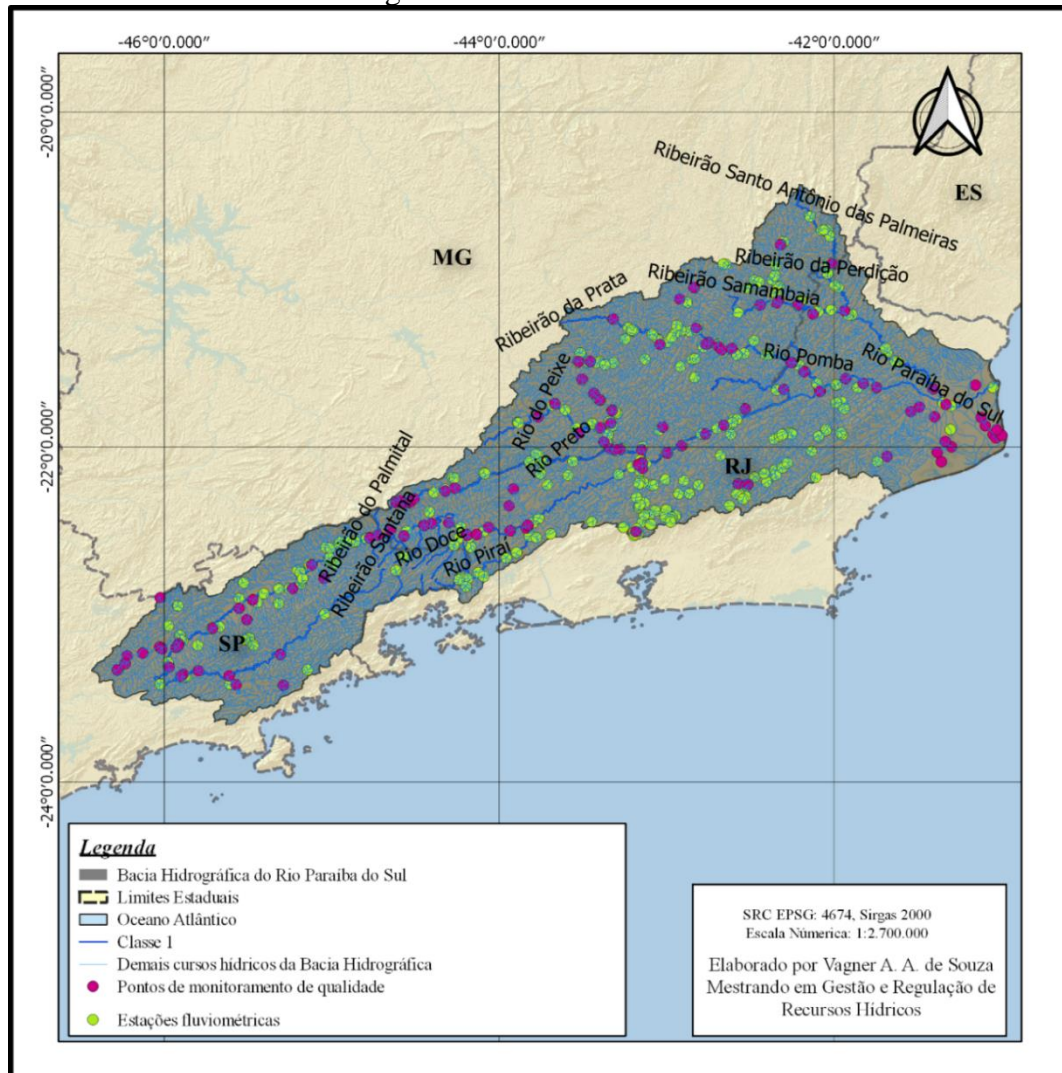 -46°0'0.000"
-44°0'0.000"
-42°0'0.000"
-20°0'0.000"
ES
Ribeirão Santo Antônio das Palmeiras
MG
Ribeirão da Perdição
Ribeirão Samambaia
Ribeirão da Prata
Rio Pomba
Rio Paraíba do Sul
Rio do Peixe
-22°0'0.000"
Rio Preto
RJ
Ribeirão do Palmital
Ribeirão Santana
Rio Doce
Rio Piraí
SP
-24°0'0.000"
Legenda
Bacia Hidrográfica do Rio Paraíba do Sul
Limites Estaduais
Oceano Atlântico
Classe 1
Demais cursos hídricos da Bacia Hidrográfica
Pontos de monitoramento de qualidade
Estações fluviométricas
SRC EPSG: 4674, Sirgas 2000
Escala Númerica: 1:2.700.000
Elaborado por Vagner A. A. de Souza
Mestrando em Gestão e Regulação de
Recursos Hídricos